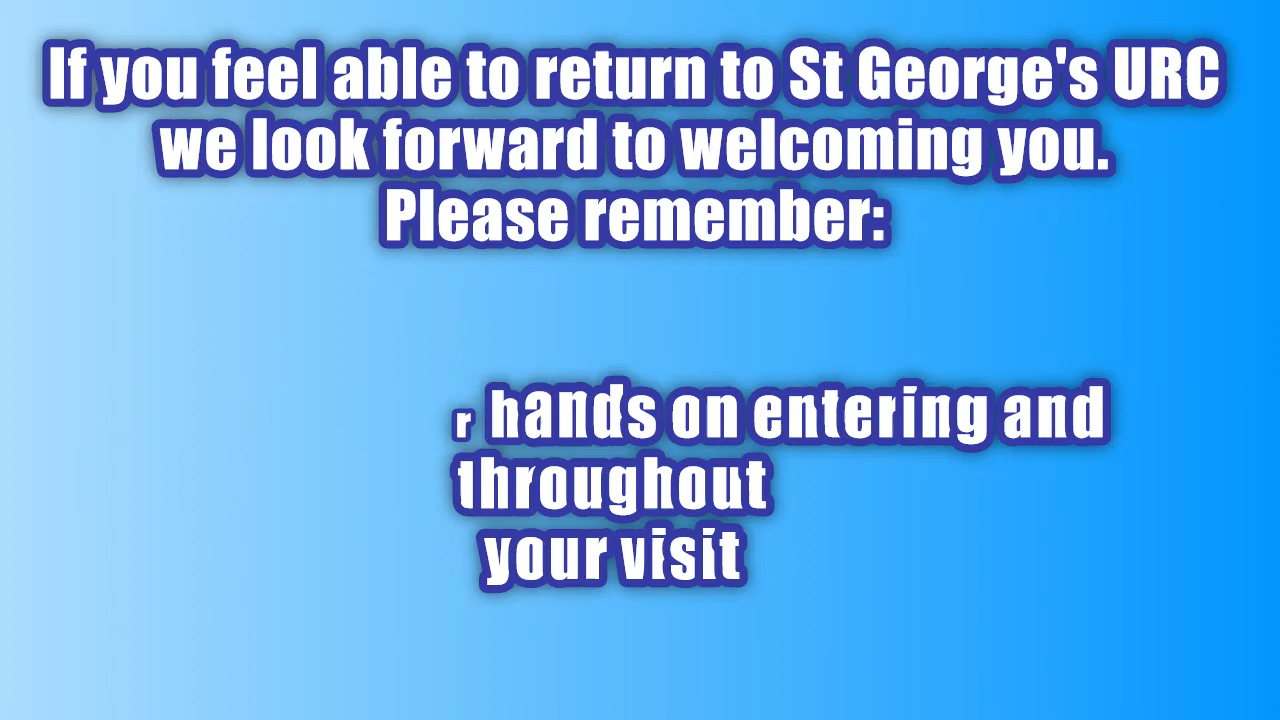 If you feel able to return to St George's URC
we look forward to welcoming you.
Please remember:
r hands on entering and
throughout
your visit